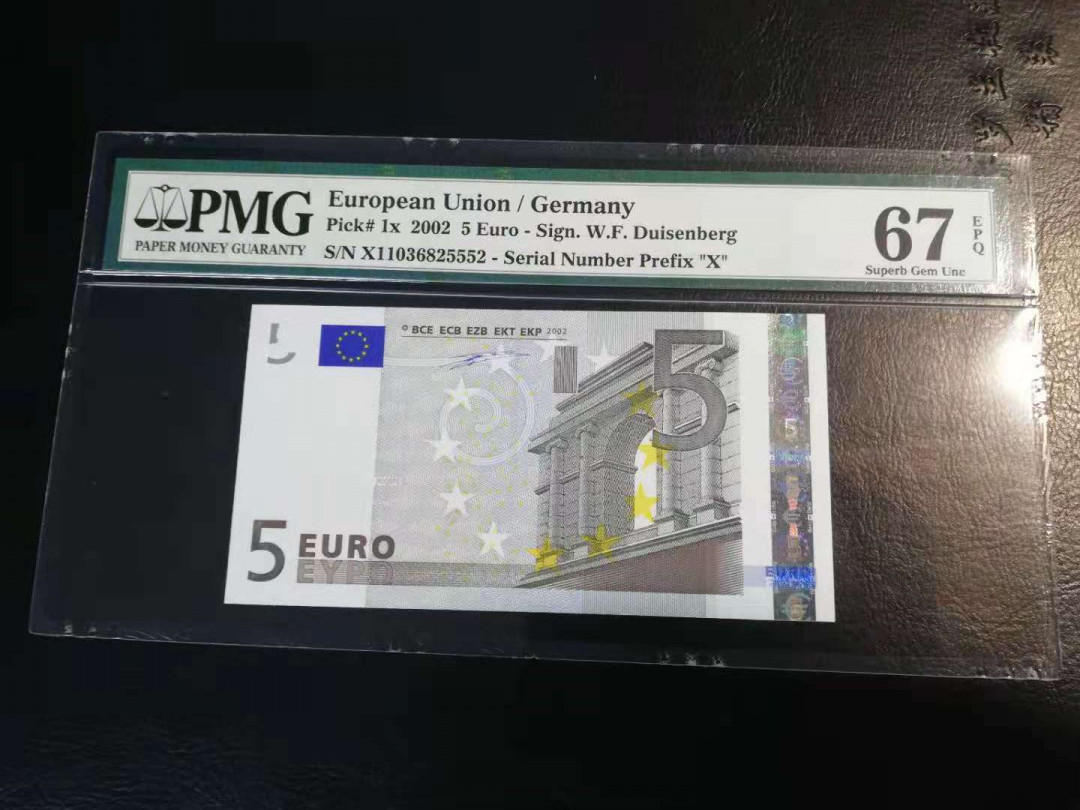 PMG
PAPER MONEY GUARANTY
European Union / Germany
Pick# 1x 2002 5 Euro - Sign. W.F. Duisenberg
S/N X11036825552 - Serial Number Prefix "X"
67
Superb Gem Unc
EPQ
© BCE ECB EZB EKT EKP 2002
5
5 EURO
ΕΥΡΩ
EURO